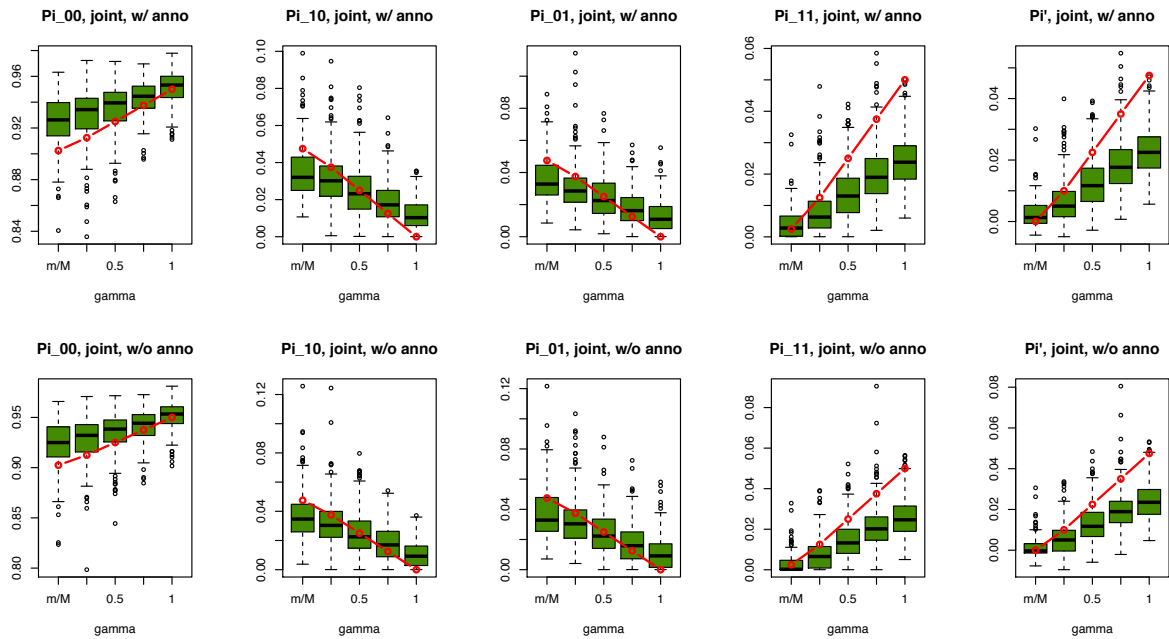 Pi_00, joint, w/ anno
Pi_10, joint, w/ anno
Pi_01, joint, w/ anno
Pi_11, joint, w/ anno
Pi', joint, w/ anno
0.84 0.88 0.92 0.96
0.00 0.02 0.04 0.06 0.08 0.10
0.00 0.04 0.08
0.00 0.02 0.04 0.06
0.00 0.02 0.04
m/M 0.5 1
m/M 0.5 1
m/M 0.5 1
m/M 0.5 1
m/M 0.5 1
gamma
gamma
gamma
gamma
gamma
Pi_00, joint, w/o anno
Pi_10, joint, w/o anno
Pi_01, joint, w/o anno
Pi_11, joint, w/o anno
Pi', joint, w/o anno
0.80 0.85 0.90 0.95
0.00 0.04 0.08 0.12
0.00 0.04 0.08 0.12
0.00 0.02 0.04 0.06 0.08
0.00 0.02 0.04 0.06 0.08
m/M 0.5 1
m/M 0.5 1
m/M 0.5 1
m/M 0.5 1
m/M 0.5 1
gamma
gamma
gamma
gamma
gamma